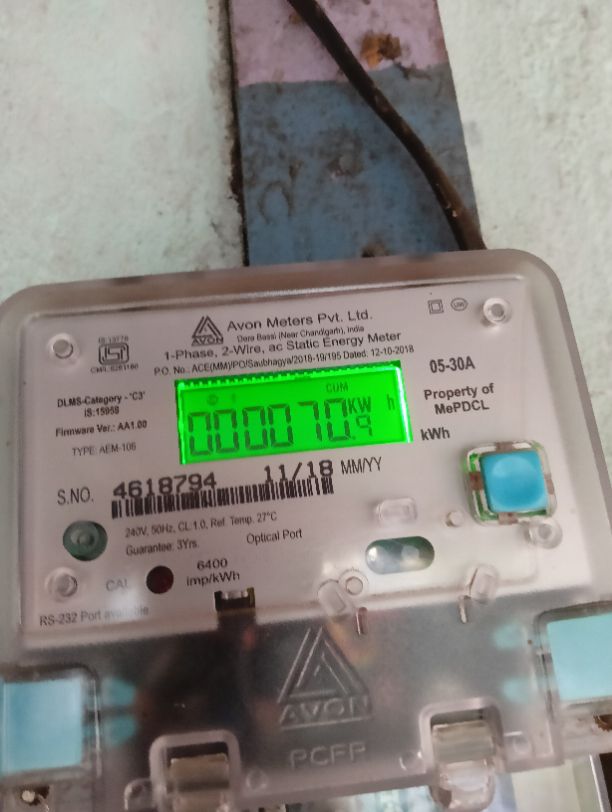 AVON
Avon Meters Pvt. Ltd.
Dera Bassi (Near Chandigarh), India
1-Phase, 2-Wire, ac Static Energy Meter
P.O. No.: ACE(MM)/PO/Saubhagya/2018-19/195 Dated: 12-10-2018
ISI
DLMS-Category - 'C3'
IS:15959
Firmware Ver.: AA1.00
TYPE: AEM-106
05-30A
Property of
MePDCL
CUM
000070.9 KW h
kWh
S.NO. 4618794 11/18 MM/YY
240V, 50Hz, CL:1.0, Ref. Temp. 27°C
Guarantee: 3Yrs. Optical Port
CAL
6400
imp/kWh
RS-232 Port available
AVON